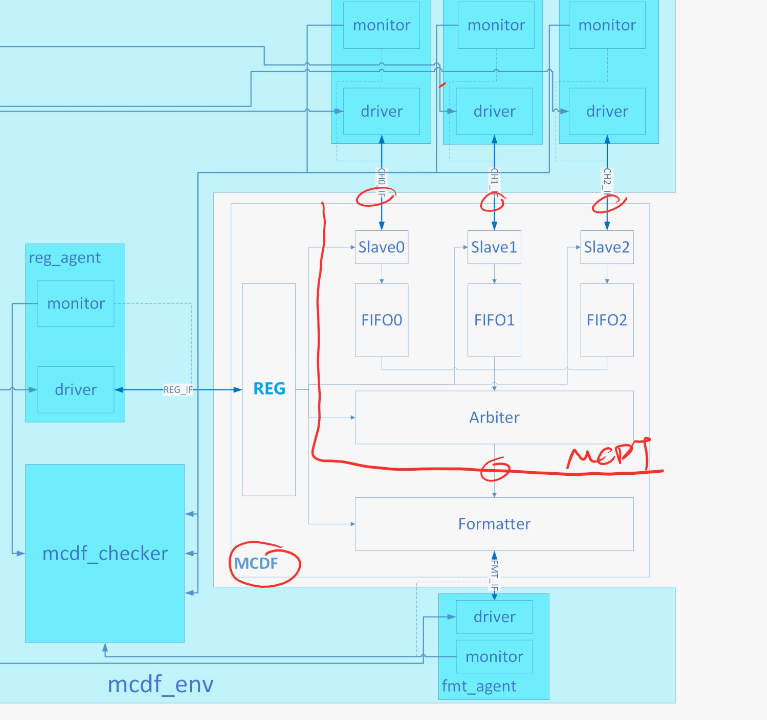 monitor monitor monitor
driver driver driver
CH0_IF CH1_IF CH2_IF
Slave0 Slave1 Slave2
reg_agent
monitor
FIFO0 FIFO1 FIFO2
driver REG_IF REG
Arbiter
MCDT
Formatter
mcdf_checker
MCDF
FMT_IF
driver
monitor
mcdf_env fmt_agent